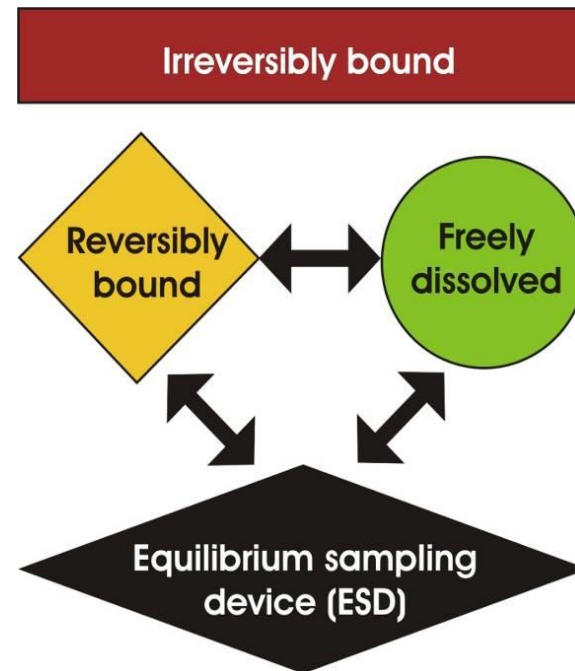 Irreversibly bound
Reversibly
bound
Freely
dissolved
Equilibrium sampling
device (ESD)